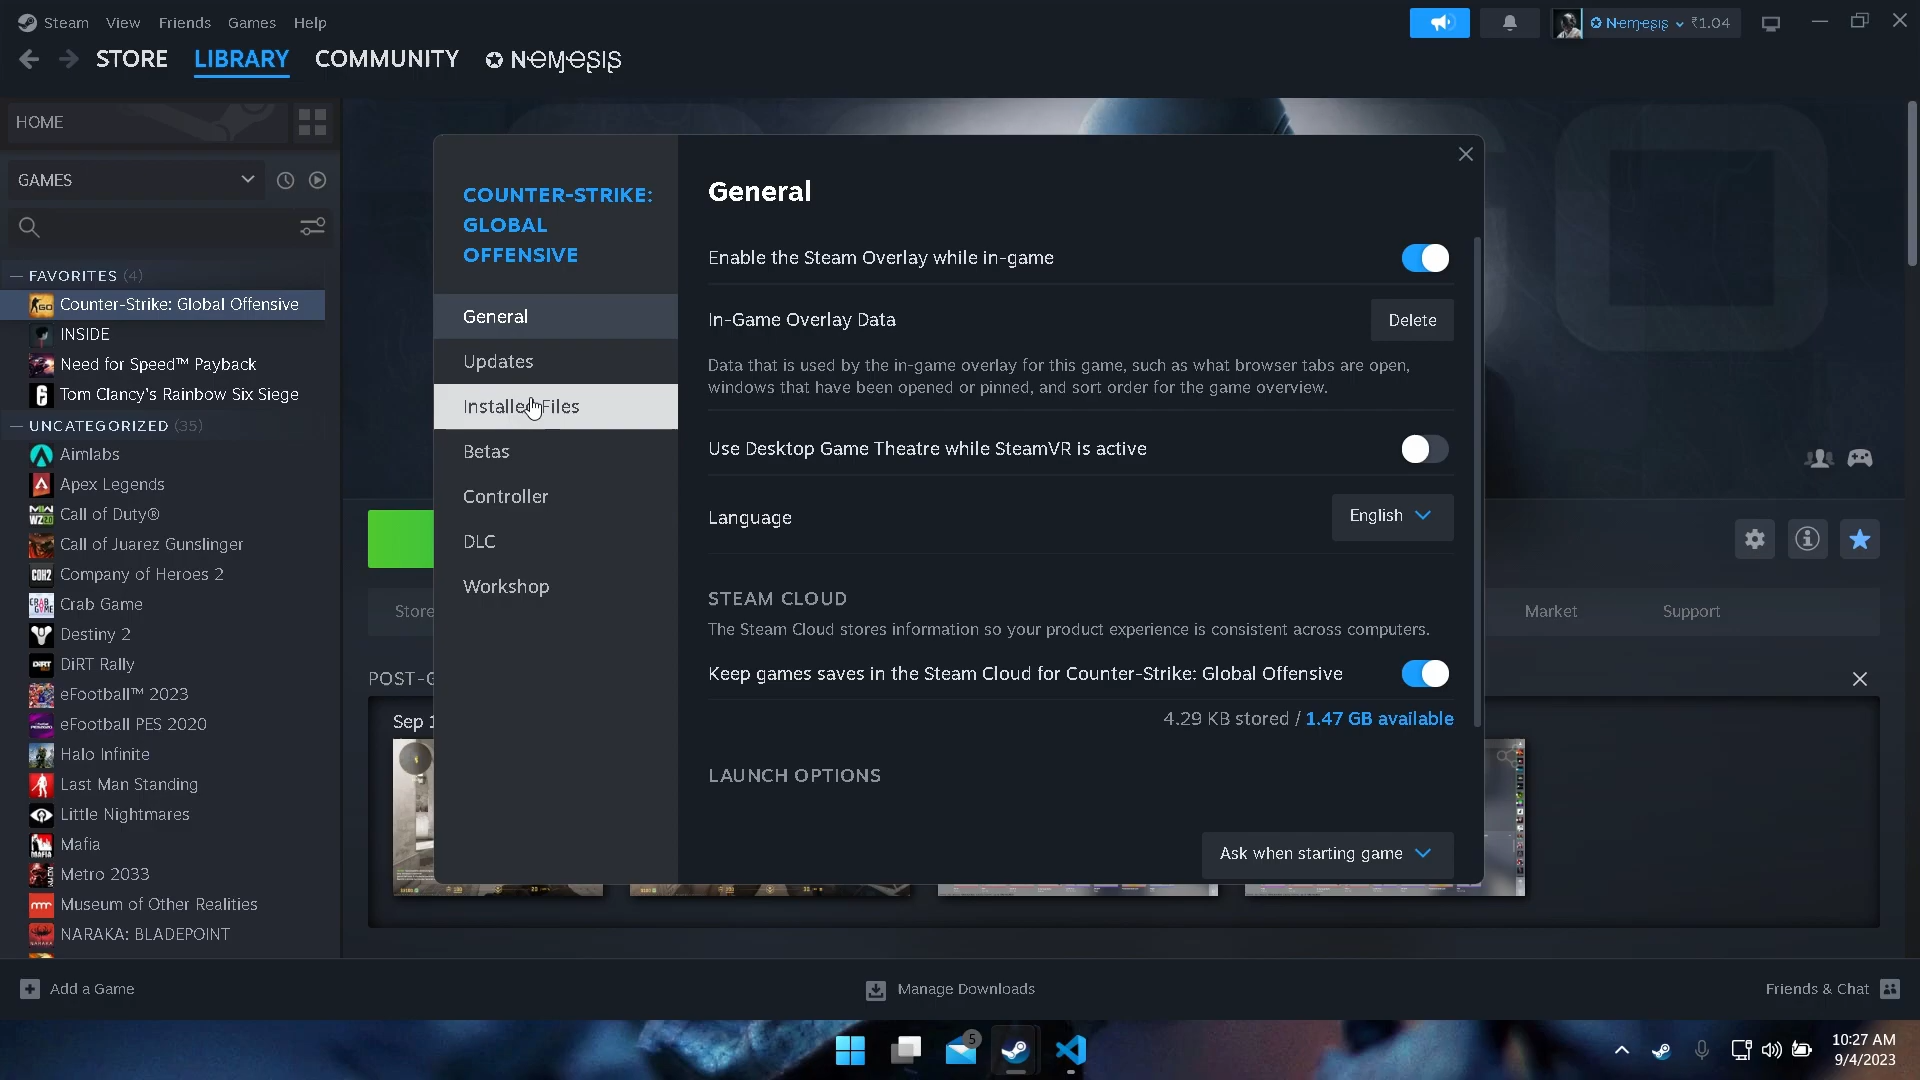 Steam View Friends Games Help
Nemesis ₹1.04
STORE LIBRARY COMMUNITY NEMESIS
HOME
GAMES
— FAVORITES (4)
Counter-Strike: Global Offensive
INSIDE
Need for Speed™ Payback
Tom Clancy's Rainbow Six Siege
— UNCATEGORIZED (35)
Aimlabs
Apex Legends
Call of Duty®
Call of Juarez Gunslinger
Company of Heroes 2
Crab Game
Destiny 2
DiRT Rally
eFootball™ 2023
eFootball PES 2020
Halo Infinite
Last Man Standing
Little Nightmares
Mafia
Metro 2033
Museum of Other Realities
NARAKA: BLADEPOINT
COUNTER-STRIKE:
GLOBAL
OFFENSIVE
General
Updates
Installed Files
Betas
Controller
DLC
Workshop
General
Enable the Steam Overlay while in-game
In-Game Overlay Data
Delete
Data that is used by the in-game overlay for this game, such as what browser tabs are open,
windows that have been opened or pinned, and sort order for the game overview.
Use Desktop Game Theatre while SteamVR is active
Language
English
STEAM CLOUD
The Steam Cloud stores information so your product experience is consistent across computers.
Keep games saves in the Steam Cloud for Counter-Strike: Global Offensive
4.29 KB stored / 1.47 GB available
LAUNCH OPTIONS
Ask when starting game
Store
Market
Support
POST-G
Sep 1
Add a Game
Manage Downloads
Friends & Chat
5
10:27 AM
9/4/2023